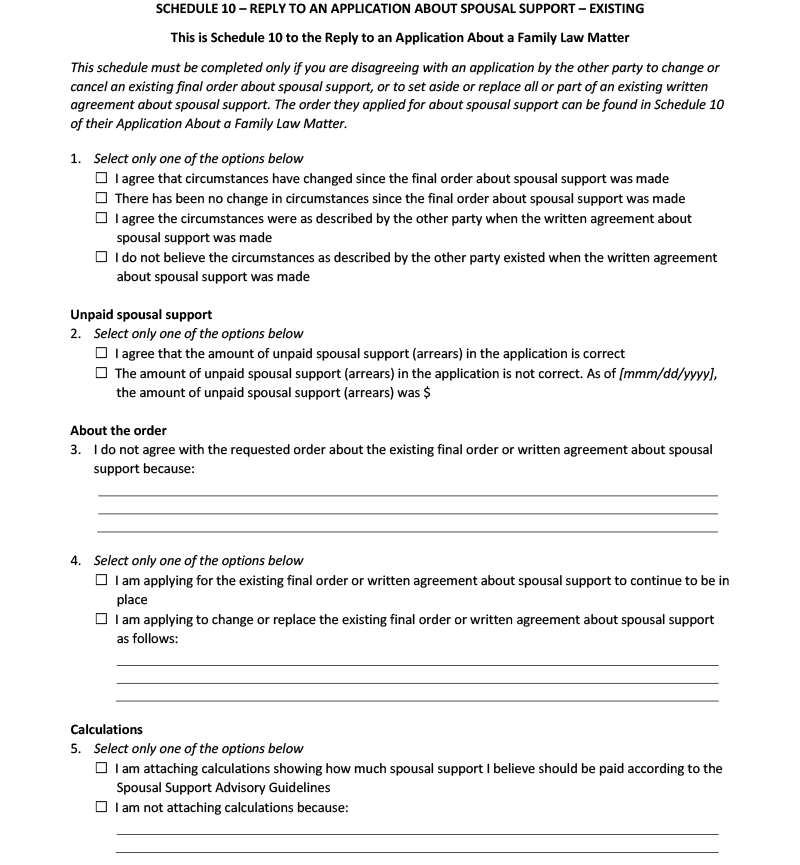 SCHEDULE 10 – REPLY TO AN APPLICATION ABOUT SPOUSAL SUPPORT – EXISTING
This is Schedule 10 to the Reply to an Application About a Family Law Matter
This schedule must be completed only if you are disagreeing with an application by the other party to change or
cancel an existing final order about spousal support, or to set aside or replace all or part of an existing written
agreement about spousal support. The order they applied for about spousal support can be found in Schedule 10
of their Application About a Family Law Matter.
1. Select only one of the options below
☐ I agree that circumstances have changed since the final order about spousal support was made
☐ There has been no change in circumstances since the final order about spousal support was made
☐ I agree the circumstances were as described by the other party when the written agreement about
spousal support was made
☐ I do not believe the circumstances as described by the other party existed when the written agreement
about spousal support was made
Unpaid spousal support
2. Select only one of the options below
☐ I agree that the amount of unpaid spousal support (arrears) in the application is correct
☐ The amount of unpaid spousal support (arrears) in the application is not correct. As of [mmm/dd/yyyy],
the amount of unpaid spousal support (arrears) was $
About the order
3. I do not agree with the requested order about the existing final order or written agreement about spousal
support because:
4. Select only one of the options below
☐ I am applying for the existing final order or written agreement about spousal support to continue to be in
place
☐ I am applying to change or replace the existing final order or written agreement about spousal support
as follows:
Calculations
5. Select only one of the options below
☐ I am attaching calculations showing how much spousal support I believe should be paid according to the
Spousal Support Advisory Guidelines
☐ I am not attaching calculations because: